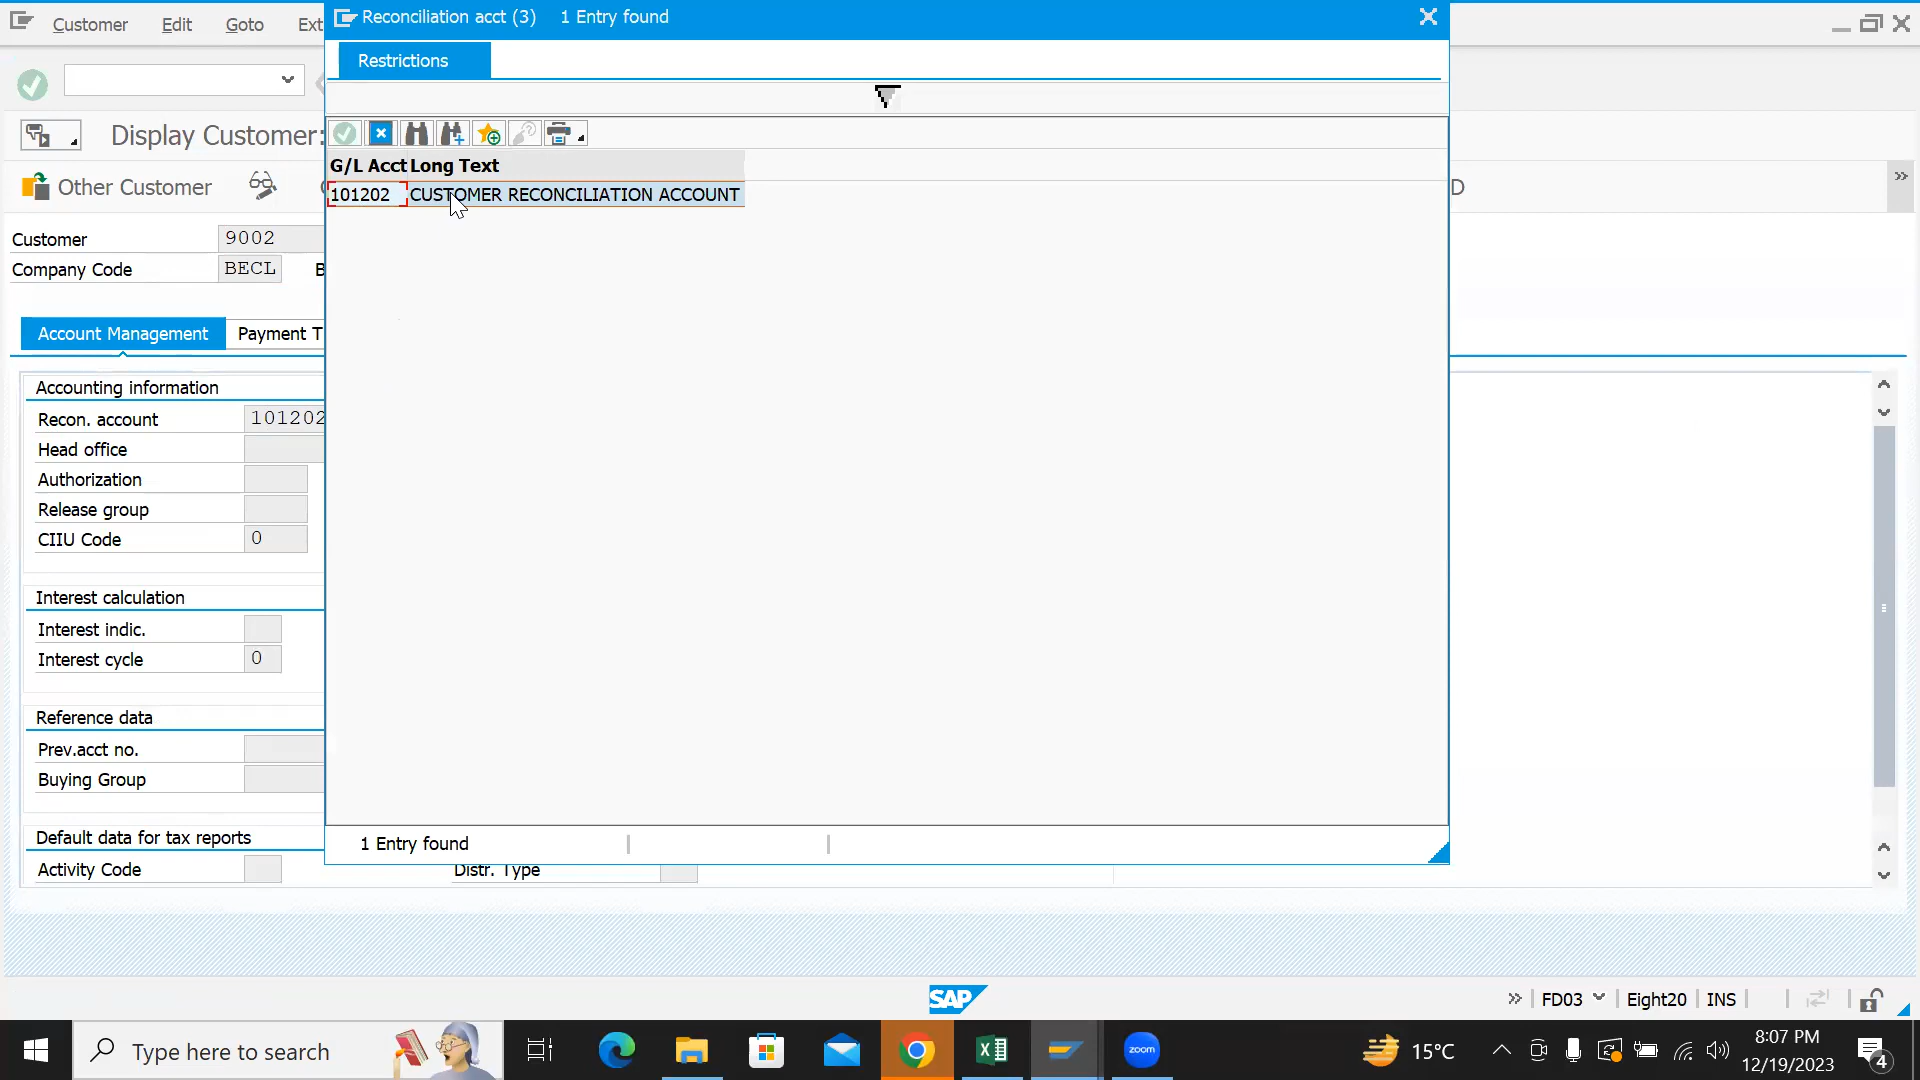 Customer Edit Goto Ext
Reconciliation acct (3) 1 Entry found
Restrictions
Display Customer:
G/L Acct Long Text
Other Customer
101202 CUSTOMER RECONCILIATION ACCOUNT
D
Customer 9002
Company Code BECL B
Account Management Payment T
Accounting information
Recon. account 101202
Head office
Authorization
Release group
CIIU Code 0
Interest calculation
Interest indic.
Interest cycle 0
Reference data
Prev.acct no.
Buying Group
Default data for tax reports
1 Entry found
Activity Code Distr. Type
SAP
FD03 Eight20 INS
Type here to search
zoom
15°C
8:07 PM
12/19/2023
4